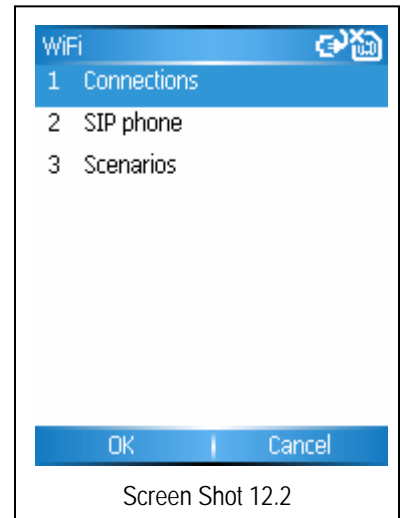 WiFi
1 Connections
2 SIP phone
3 Scenarios
OK Cancel
Screen Shot 12.2